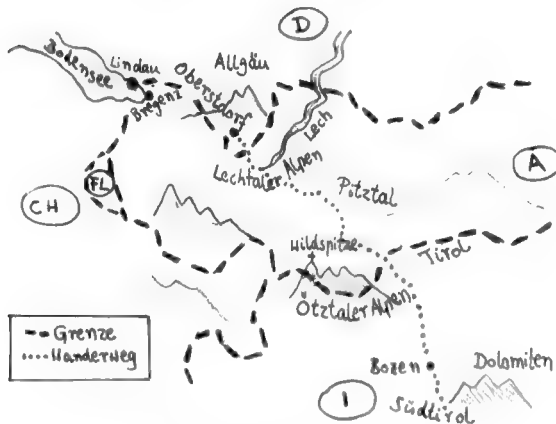 D
Bodensee
Lindau
Bregenz
Oberstdorf
Allgäu
Lech
Lechtaler Alpen
A
Pitztal
FL
CH
Wildspitze
Tirol
Ötztaler Alpen
Grenze
Wanderweg
Bozen
Dolomiten
I
Südtirol